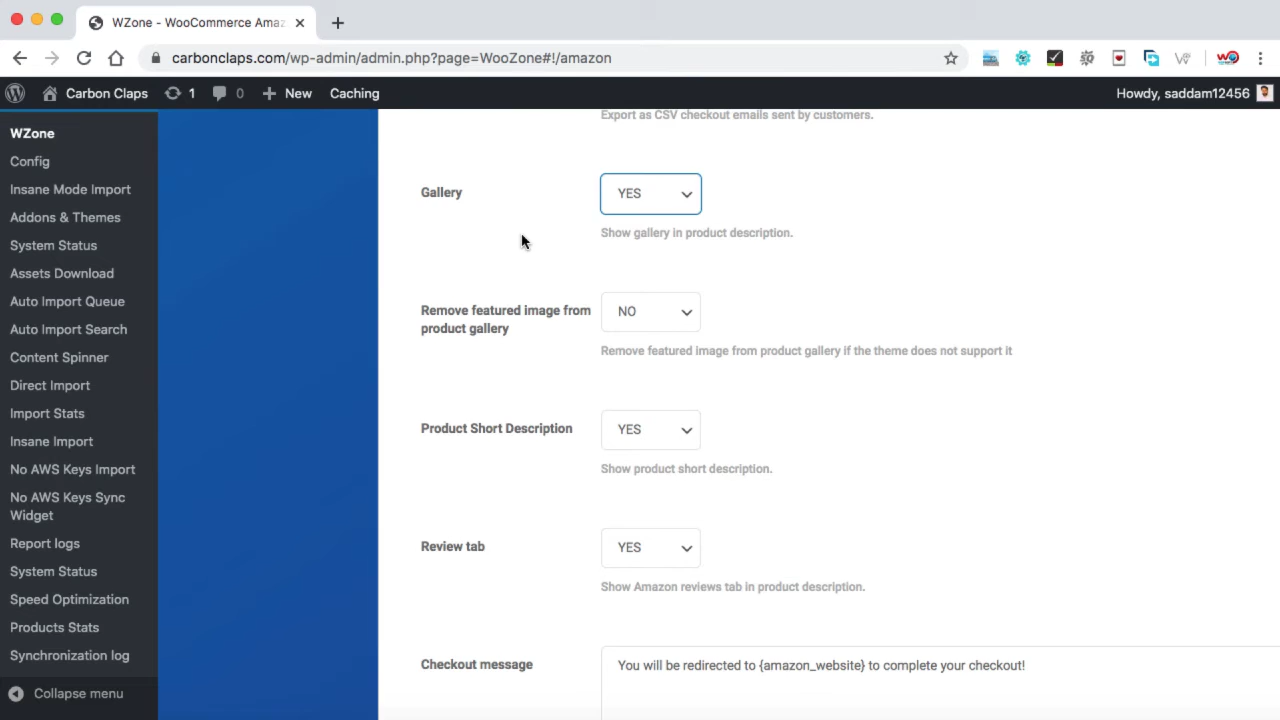 WZone - WooCommerce Amaz
carbonclaps.com/wp-admin/admin.php?page=WooZone#!/amazon
Carbon Claps
1
0
New
Caching
Howdy, saddam12456
WZone
Config
Insane Mode Import
Addons & Themes
System Status
Assets Download
Auto Import Queue
Auto Import Search
Content Spinner
Direct Import
Import Stats
Insane Import
No AWS Keys Import
No AWS Keys Sync
Widget
Report logs
System Status
Speed Optimization
Products Stats
Synchronization log
Collapse menu
Export as CSV checkout emails sent by customers.
Gallery
YES
Show gallery in product description.
Remove featured image from
product gallery
NO
Remove featured image from product gallery if the theme does not support it
Product Short Description
YES
Show product short description.
Review tab
YES
Show Amazon reviews tab in product description.
Checkout message
You will be redirected to {amazon_website} to complete your checkout!